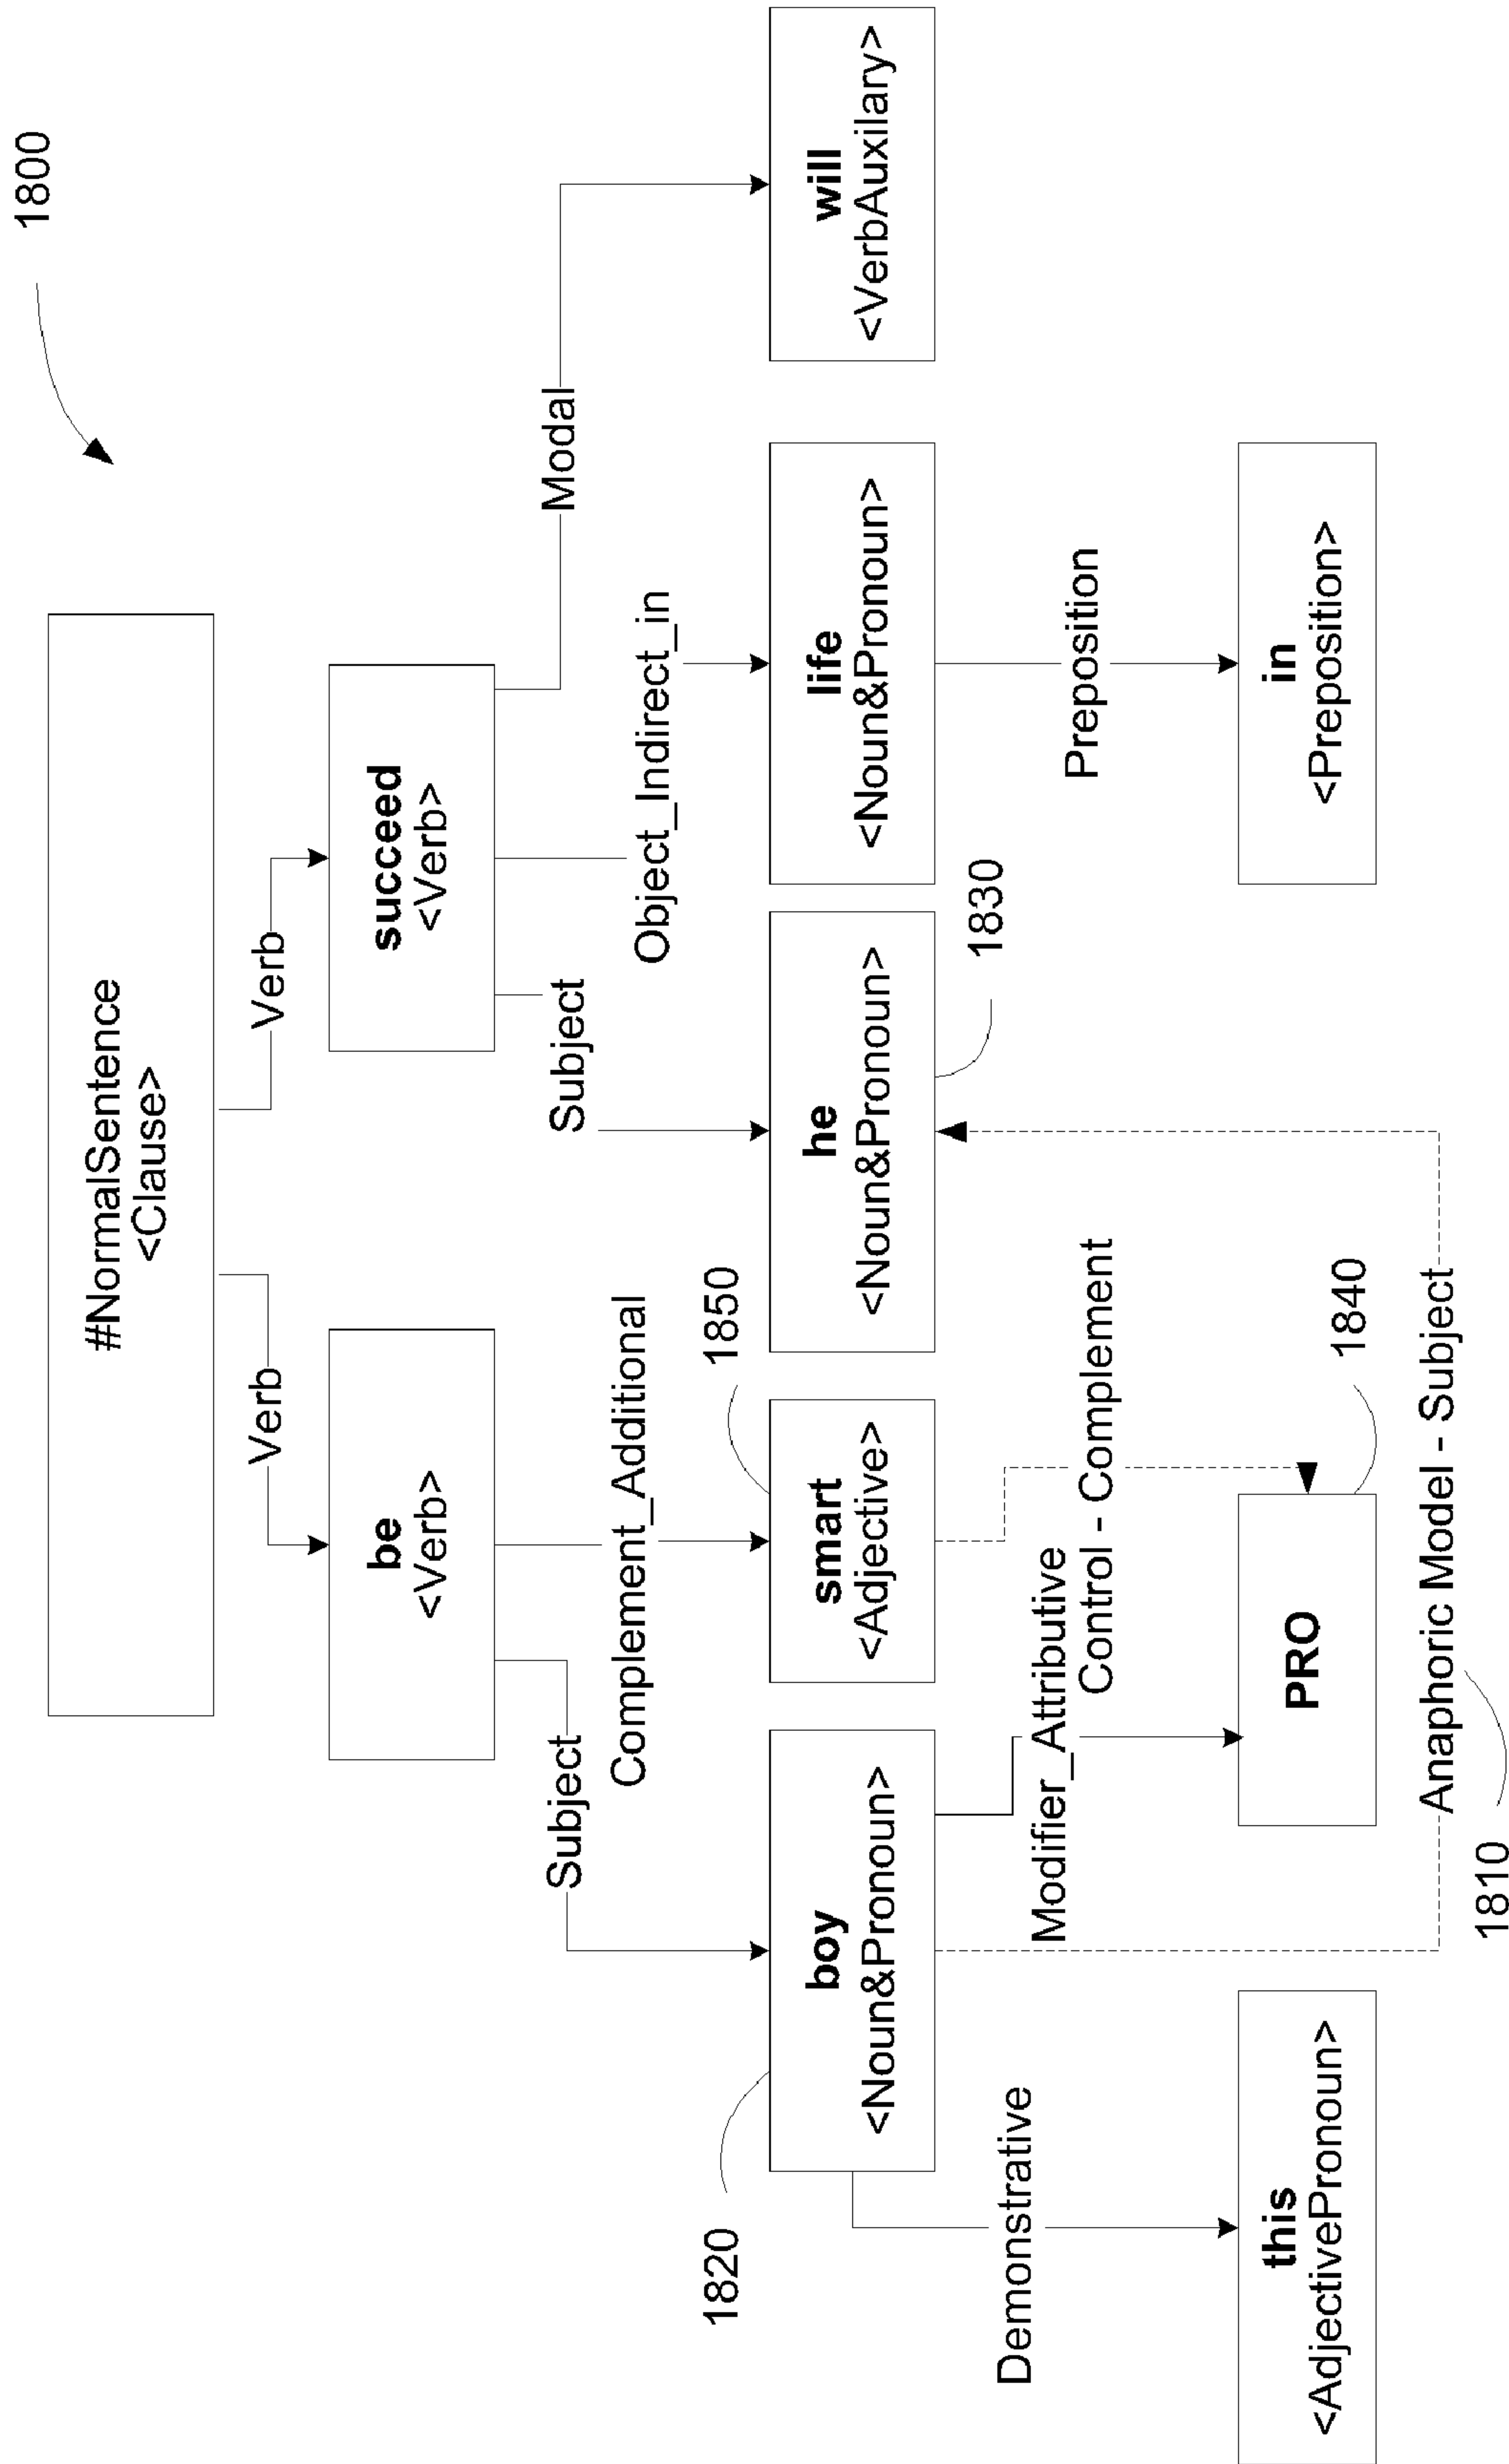 1800
#NormalSentence
<Clause>
Verb
Verb
be
<Verb>
succeed
<Verb>
Subject
Complement_Additional
Subject
Object_Indirect_in
Modal
1820
1850
boy
<Noun&Pronoun>
smart
<Adjective>
he
<Noun&Pronoun>
life
<Noun&Pronoun>
will
<VerbAuxilary>
1830
Demonstrative
Modifier_Attributive
Control - Complement
Preposition
this
<AdjectivePronoun>
PRO
1840
in
<Preposition>
Anaphoric Model - Subject
1810